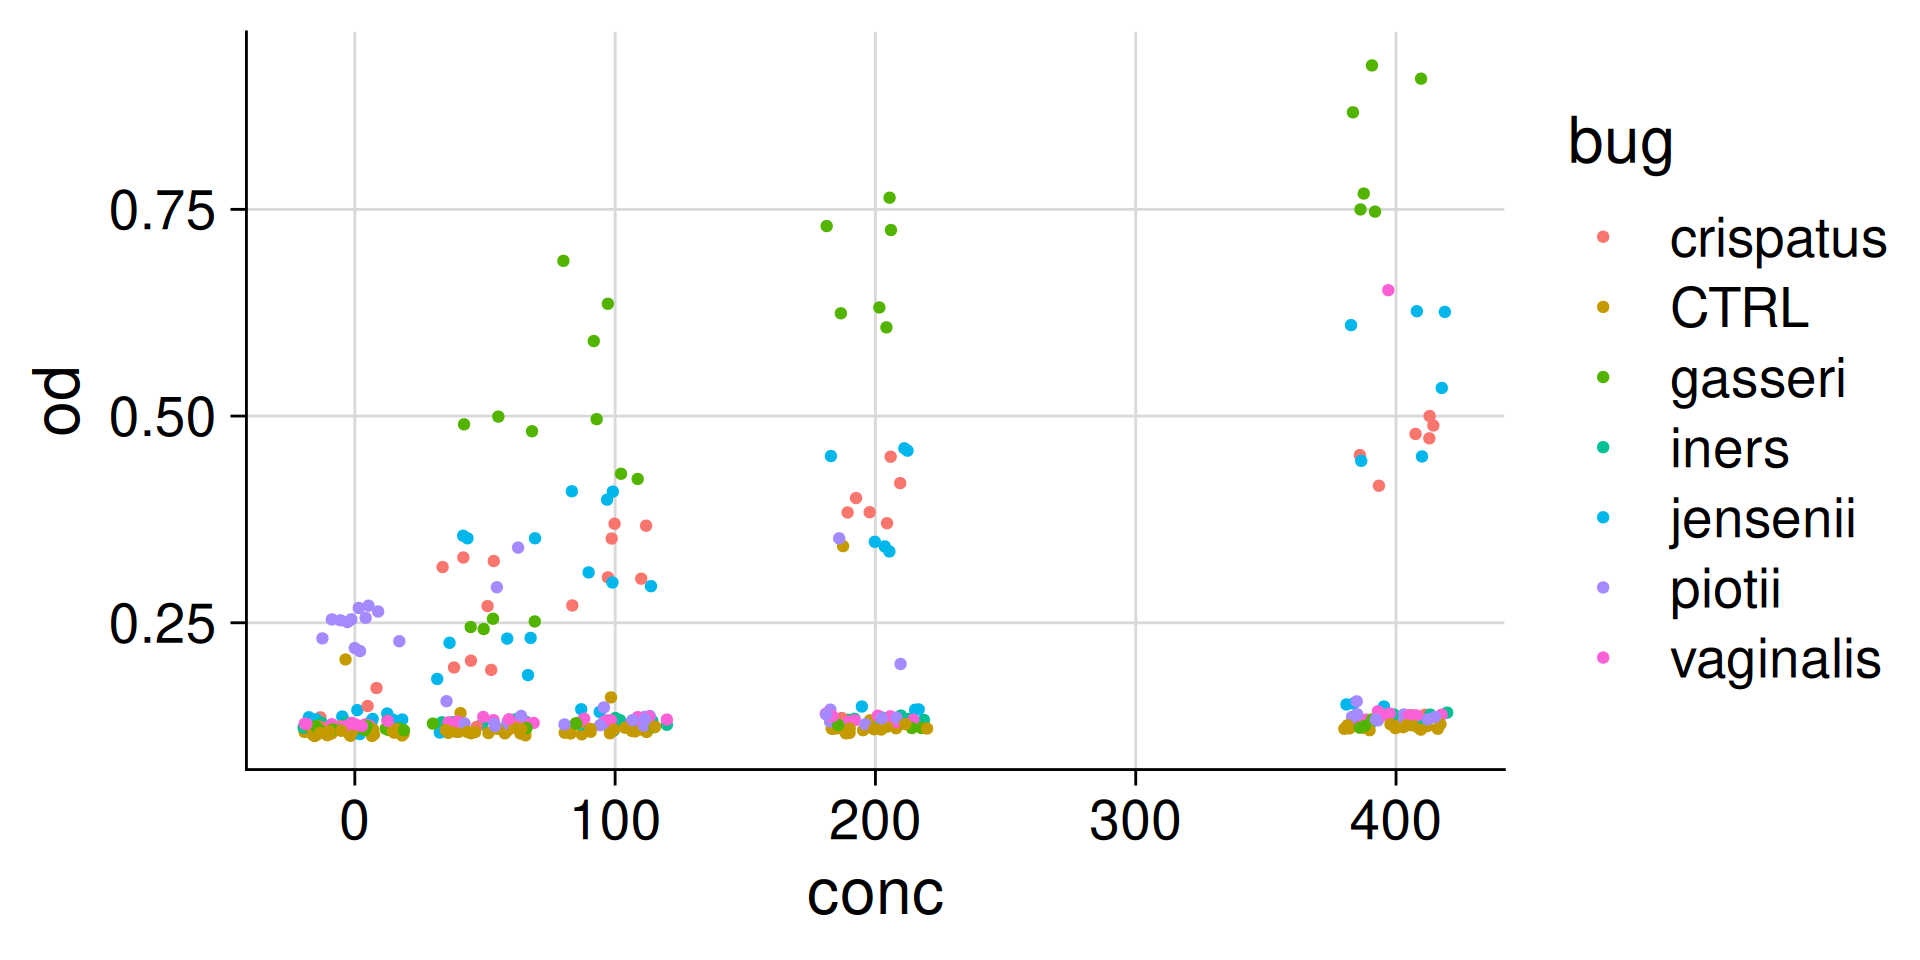 od
0.75
0.50
0.25
0 100 200 300 400
conc
bug
crispatus
CTRL
gasseri
iners
jensenii
piotii
vaginalis